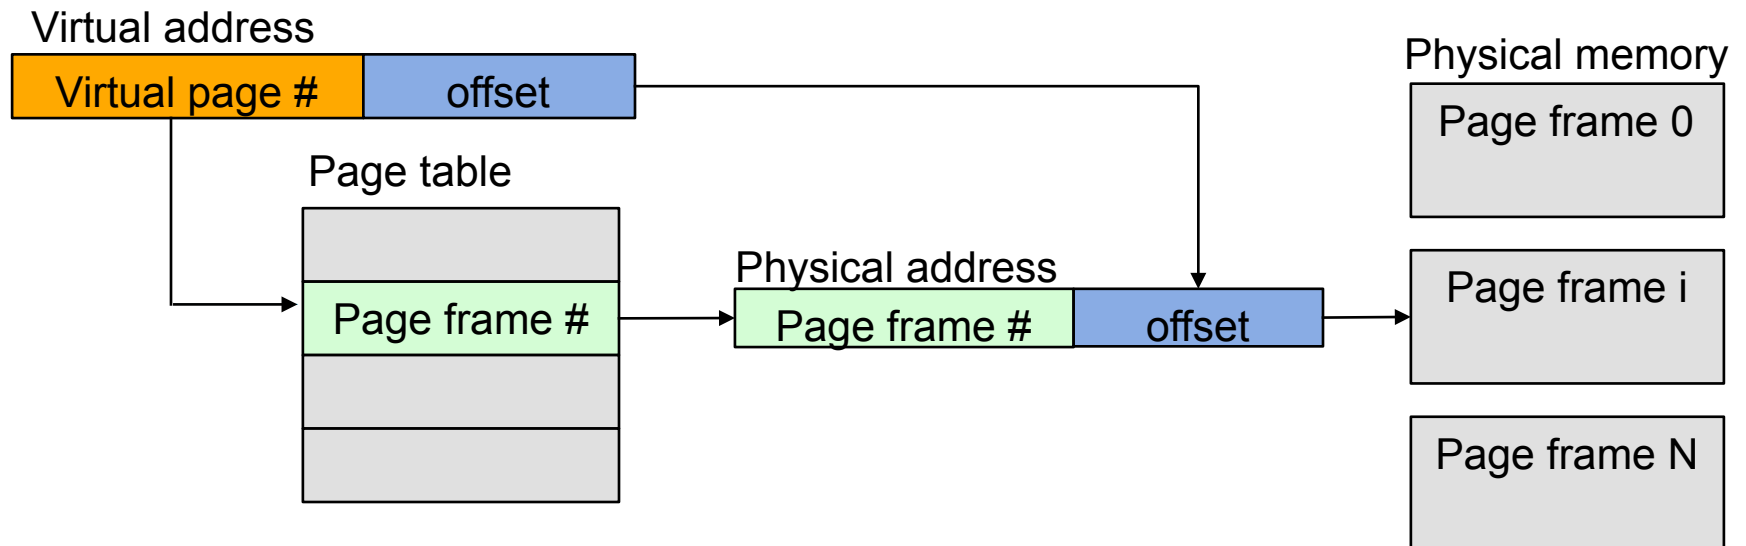 Virtual address
Virtual page #
offset
Physical memory
Page frame 0
Page table
Physical address
Page frame i
Page frame #
Page frame #
offset
Page frame N